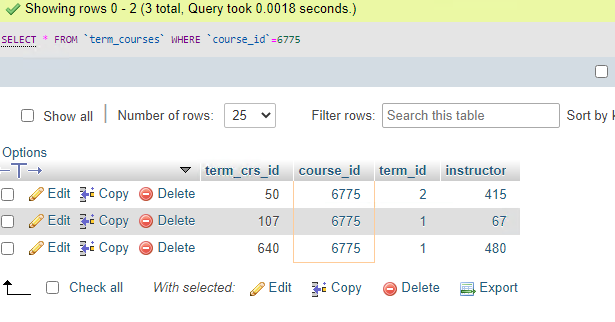 Showing rows 0 - 2 (3 total, Query took 0.0018 seconds.)
SELECT * FROM `term_courses` WHERE `course_id`=6775
Show all Number of rows: 25 Filter rows: Search this table Sort by
Options
term_crs_id course_id term_id instructor
Edit Copy Delete 50 6775 2 415
Edit Copy Delete 107 6775 1 67
Edit Copy Delete 640 6775 1 480
Check all With selected: Edit Copy Delete Export